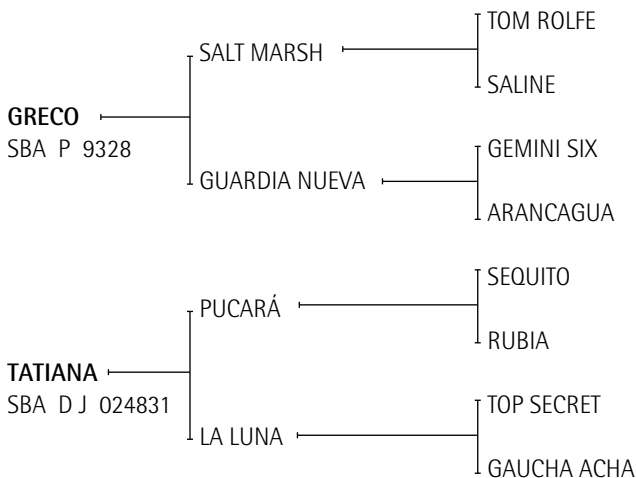 TOM ROLFE
SALT MARSH
SALINE
GRECO
SBA P 9328
GEMINI SIX
GUARDIA NUEVA
ARANCAGUA
SEQUITO
PUCARÁ
RUBIA
TATIANA
SBA D J 024831
TOP SECRET
LA LUNA
GAUCHA ACHA